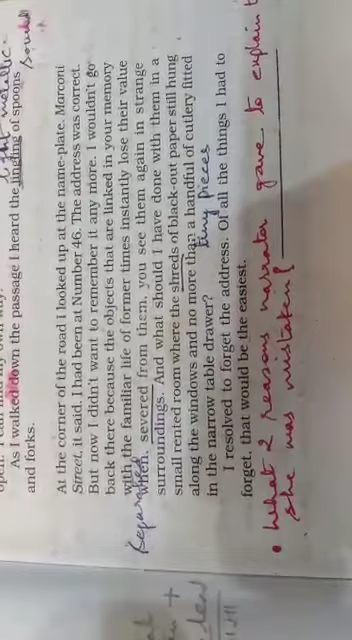 light metallic
sound
open. I can find my own way.
As I walked down the passage I heard the jingling of spoons
and forks.
At the corner of the road I looked up at the name-plate. Marconi
Street, it said. I had been at Number 46. The address was correct.
But now I didn't want to remember it any more. I wouldn't go
back there because the objects that are linked in your memory
with the familiar life of former times instantly lose their value
separated
when, severed from them, you see them again in strange
surroundings. And what should I have done with them in a
small rented room where the shreds of black-out paper still hung
along the windows and no more than a handful of cutlery fitted
tiny pieces
in the narrow table drawer?
I resolved to forget the address. Of all the things I had to
forget, that would be the easiest.
• What 2 reasons narrator gave to explain
she was mistaken?